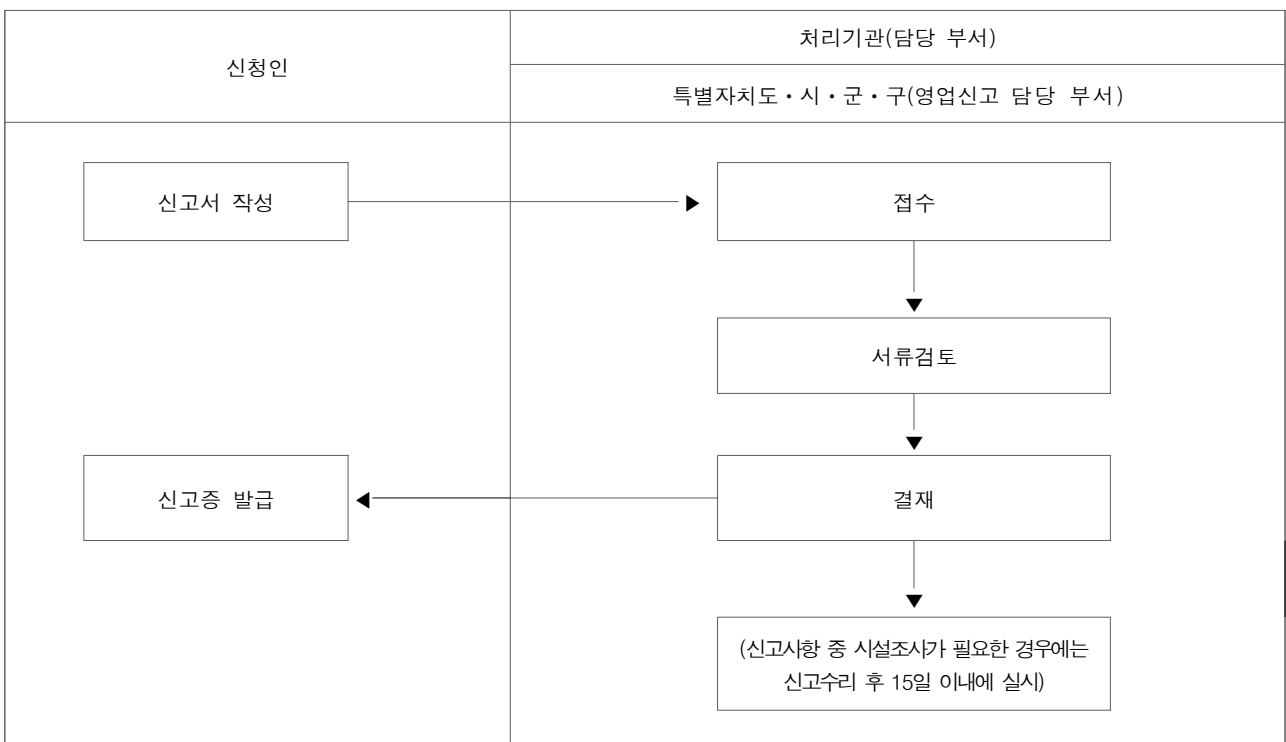 신청인
처리기관(담당 부서)
특별자치도・시・군・구(영업신고 담당 부서)
신고서 작성
접수
서류검토
신고증 발급
결재
(신고사항 중 시설조사가 필요한 경우에는
신고수리 후 15일 이내에 실시)